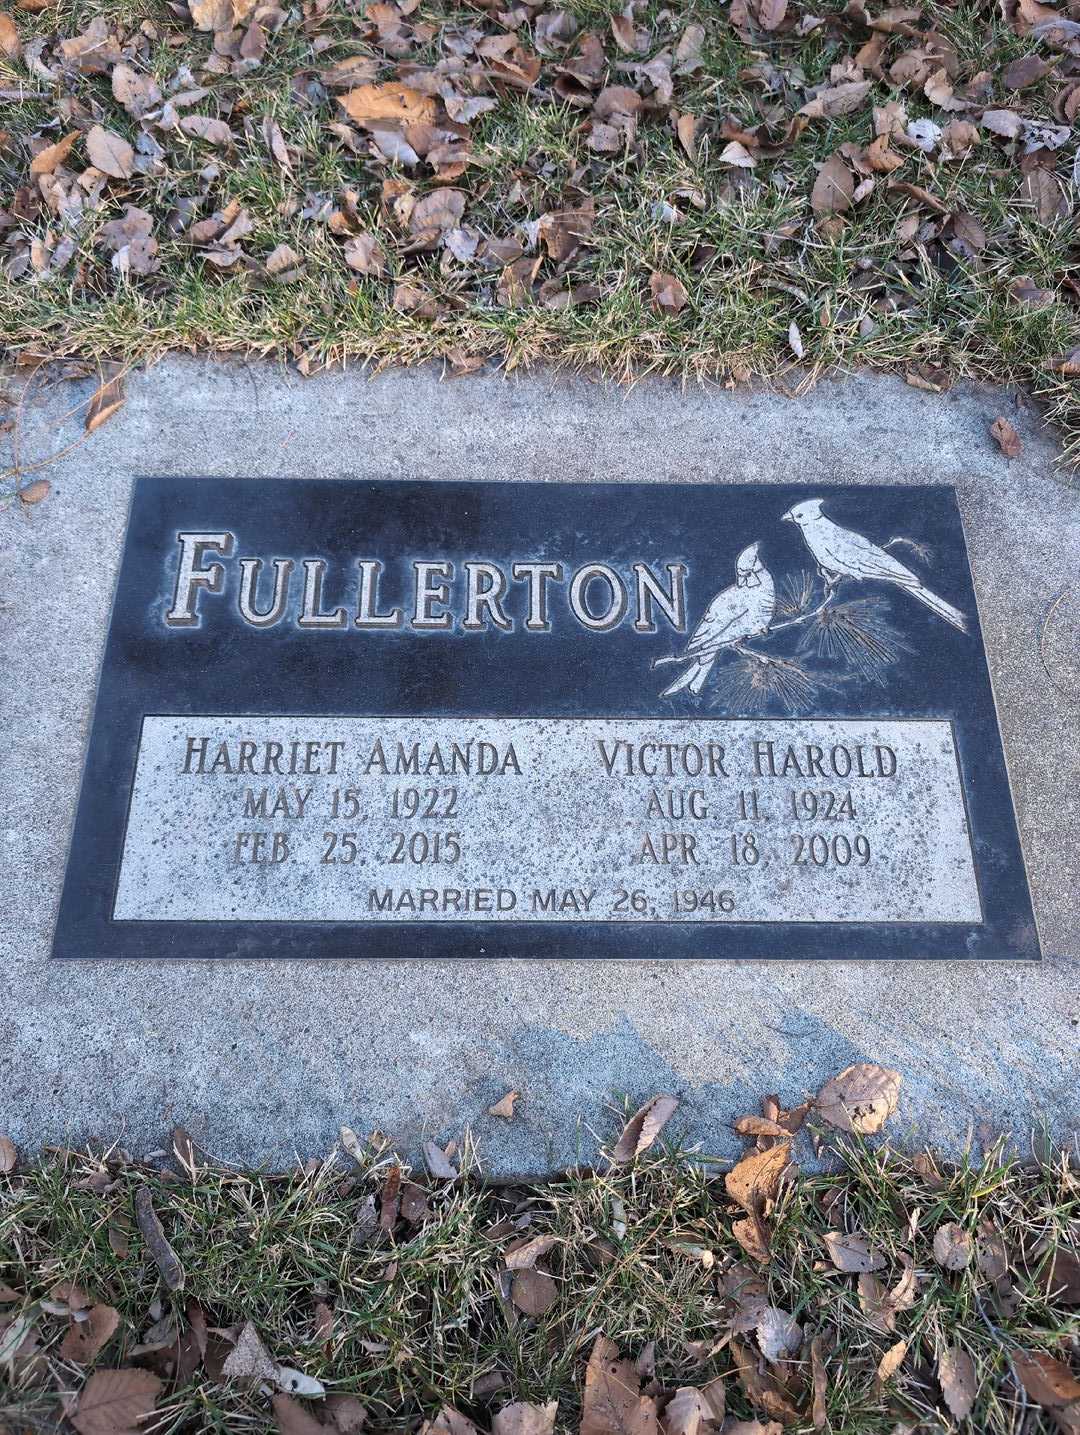 FULLERTON
HARRIET AMANDA
MAY 15, 1922
FEB. 25, 2015
VICTOR HAROLD
AUG. 11, 1924
APR. 18, 2009
MARRIED MAY 26, 1946